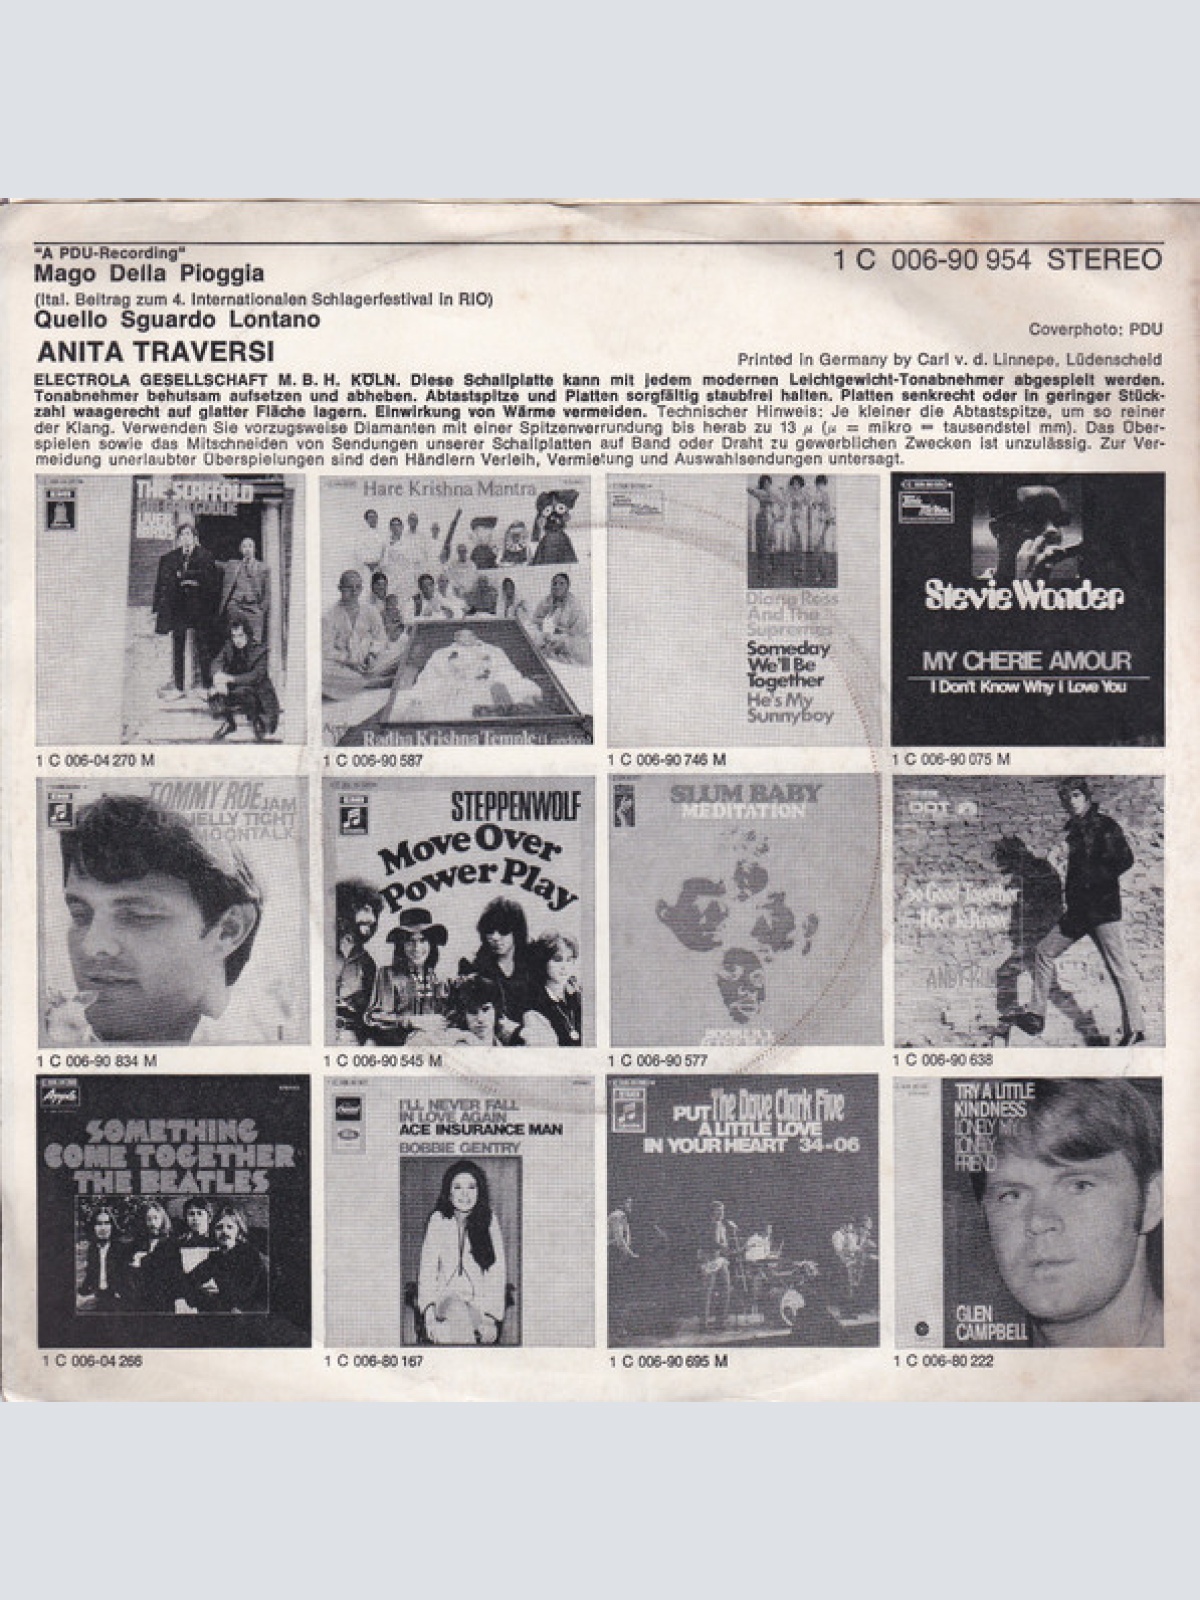 "A PDU-Recording"
Mago Della Pioggia
(Ital. Beitrag zum 4. Internationalen Schlagerfestival in RIO)
Quello Sguardo Lontano
ANITA TRAVERSI
1 C 006-90 954 STEREO
Coverphoto: PDU
Printed in Germany by Carl v. d. Linnepe, Lüdenscheid
ELECTROLA GESELLSCHAFT M. B. H. KÖLN. Diese Schallplatte kann mit jedem modernen Leichtgewicht-Tonabnehmer abgespielt werden.
Tonabnehmer behutsam aufsetzen und abheben. Abtastspitze und Platten sorgfältig staubfrei halten. Platten senkrecht oder in geringer Stück-
zahl waagerecht auf glatter Fläche lagern. Einwirkung von Wärme vermeiden. Technischer Hinweis: Je kleiner die Abtastspitze, um so reiner
der Klang. Verwenden Sie vorzugsweise Diamanten mit einer Spitzenverrundung bis herab zu 13 μ (μ = mikro = tausendstel mm). Das Über-
spielen sowie das Mitschneiden von Sendungen unserer Schallplatten auf Band oder Draht zu gewerblichen Zwecken ist unzulässig. Zur Ver-
meidung unerlaubter Überspielungen sind den Händlern Verleih, Vermietung und Auswahlsendungen untersagt.
THE SCAFFOLD
Hare Krishna Mantra
Radha Krishna Temple (London)
Diana Ross
And The
Supremes
Someday
We'll Be
Together
He's My
Sunnyboy
Stevie Wonder
MY CHERIE AMOUR
I Don't Know Why I Love You
1 C 006-04 270 M
1 C 006-90 587
1 C 006-90 746 M
1 C 006-90 075 M
TOMMY ROE JAM
JELLY TIGHT
MOONTALK
STEPPENWOLF
Move Over
Power Play
SLUM BABY
MEDITATION
DOT
So Good Together
1 C 006-90 834 M
1 C 006-90 545 M
1 C 006-90 577
1 C 006-90 638
Apple
SOMETHING
COME TOGETHER
THE BEATLES
I'LL NEVER FALL
IN LOVE AGAIN
ACE INSURANCE MAN
BOBBIE GENTRY
PUT The Dave Clark Five
A LITTLE LOVE
IN YOUR HEART 34-06
TRY A LITTLE
KINDNESS
LONELY MY
LONELY
FRIEND
GLEN
CAMPBELL
1 C 006-04 266
1 C 006-80 167
1 C 006-90 695 M
1 C 006-80 222